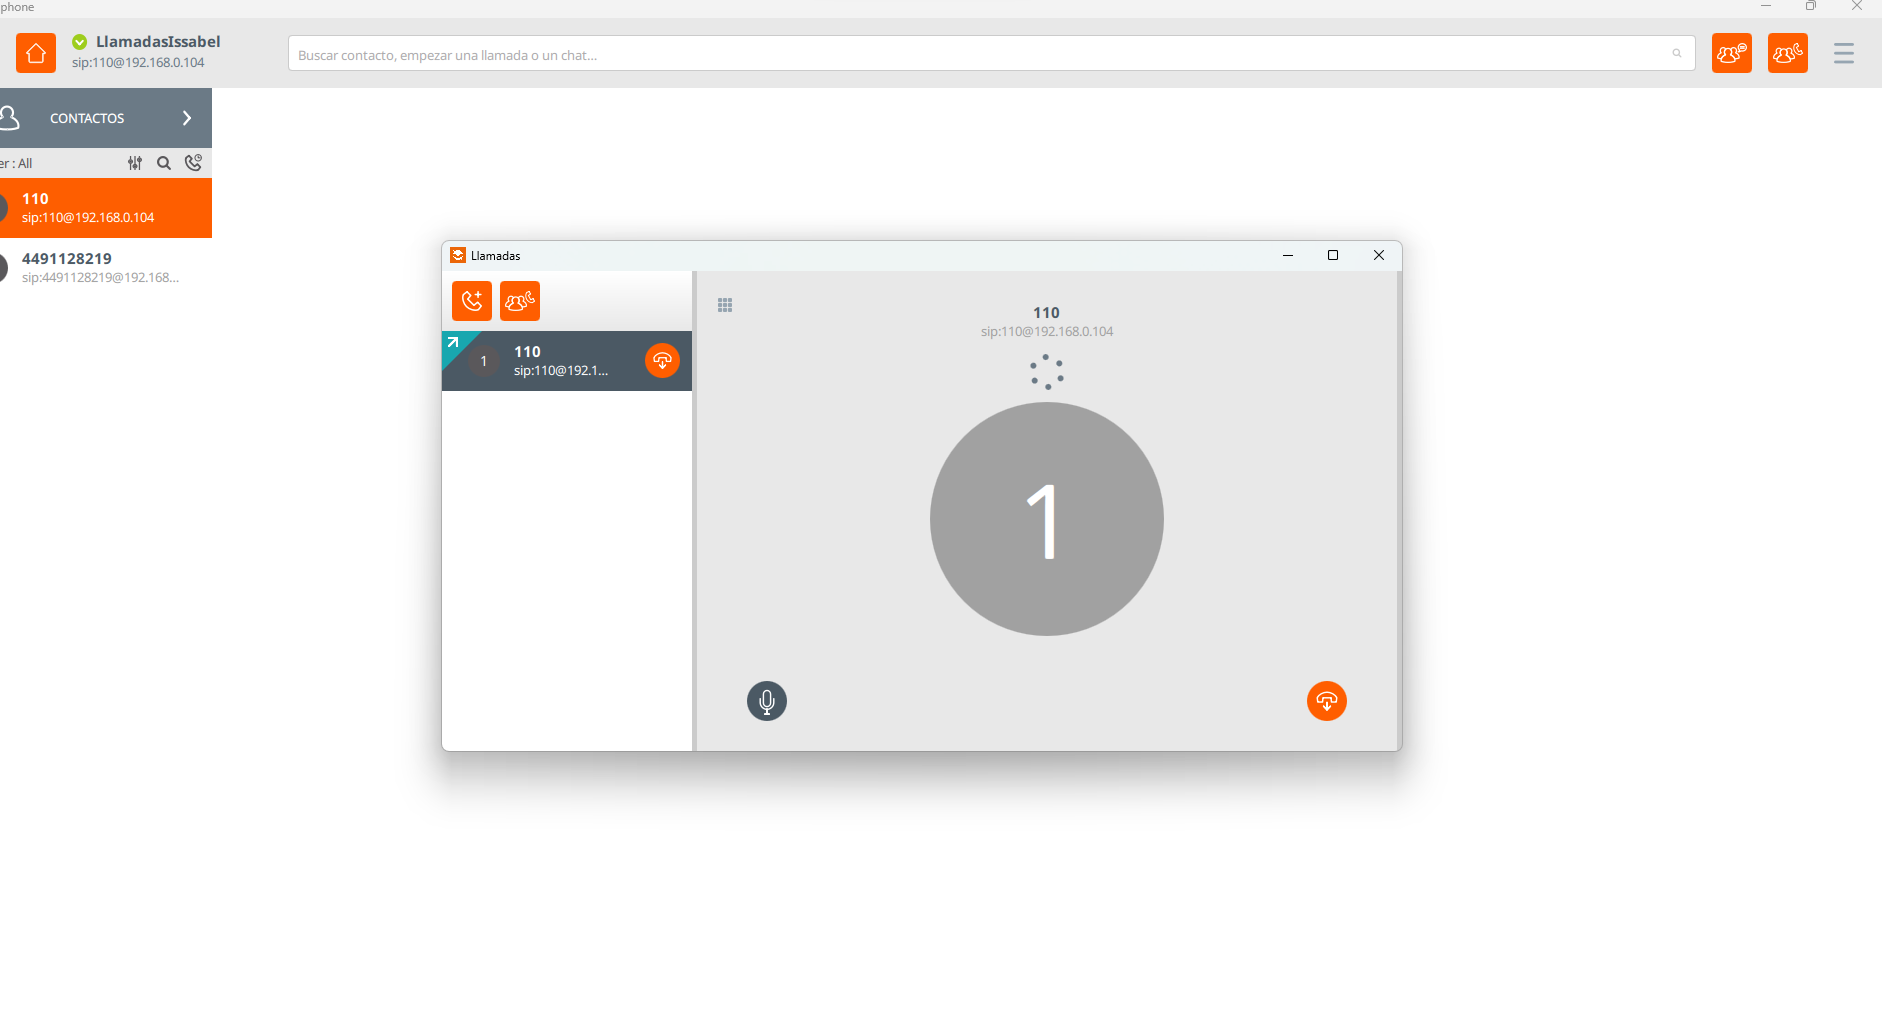 phone
LlamadasIssabel
sip:110@192.168.0.104
Buscar contacto, empezar una llamada o un chat...
CONTACTOS
er : All
110
sip:110@192.168.0.104
4491128219
sip:4491128219@192.168...
Llamadas
1
110
sip:110@192.1...
110
sip:110@192.168.0.104
1